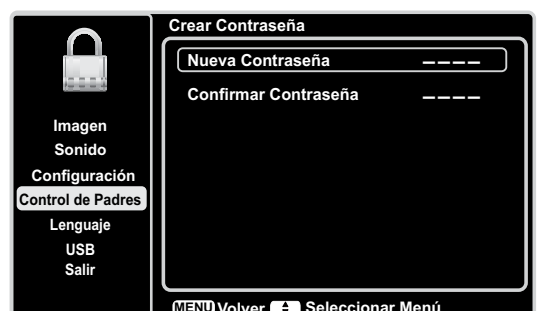 Crear Contraseña
Nueva Contraseña _ _ _ _
Confirmar Contraseña _ _ _ _
Imagen
Sonido
Configuración
Control de Padres
Lenguaje
USB
Salir
MENU Volver Seleccionar Menú